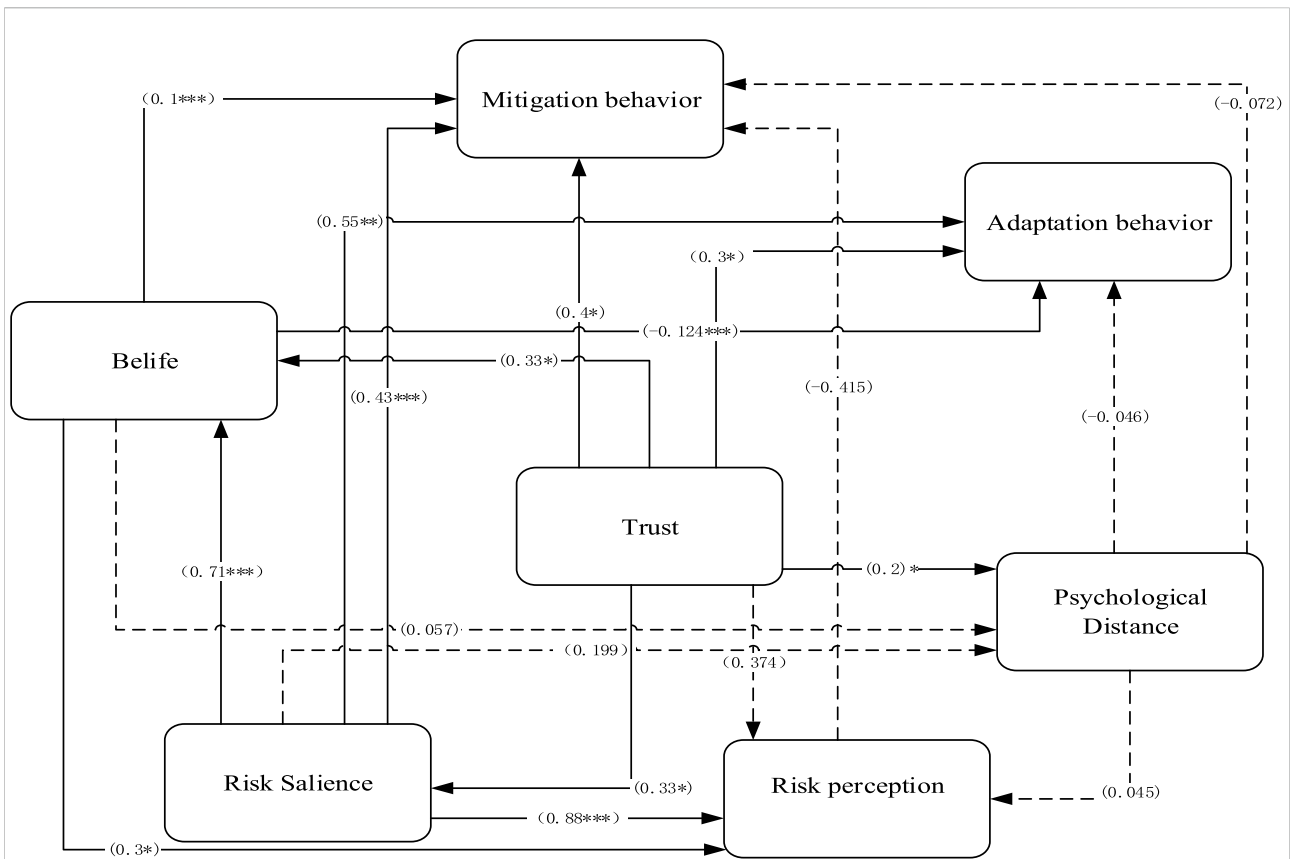 Mitigation behavior
(0.1***)
(-0.072)
(0.55**)
Adaptation behavior
(0.3*)
(0.4*)
(-0.124***)
Belife
(0.33*)
(0.43***)
(-0.415)
(-0.046)
Trust
(0.71***)
(0.2)*
Psychological
Distance
(0.057)
(0.199)
(0.374)
Risk Salience
Risk perception
(0.33*)
(0.045)
(0.88***)
(0.3*)